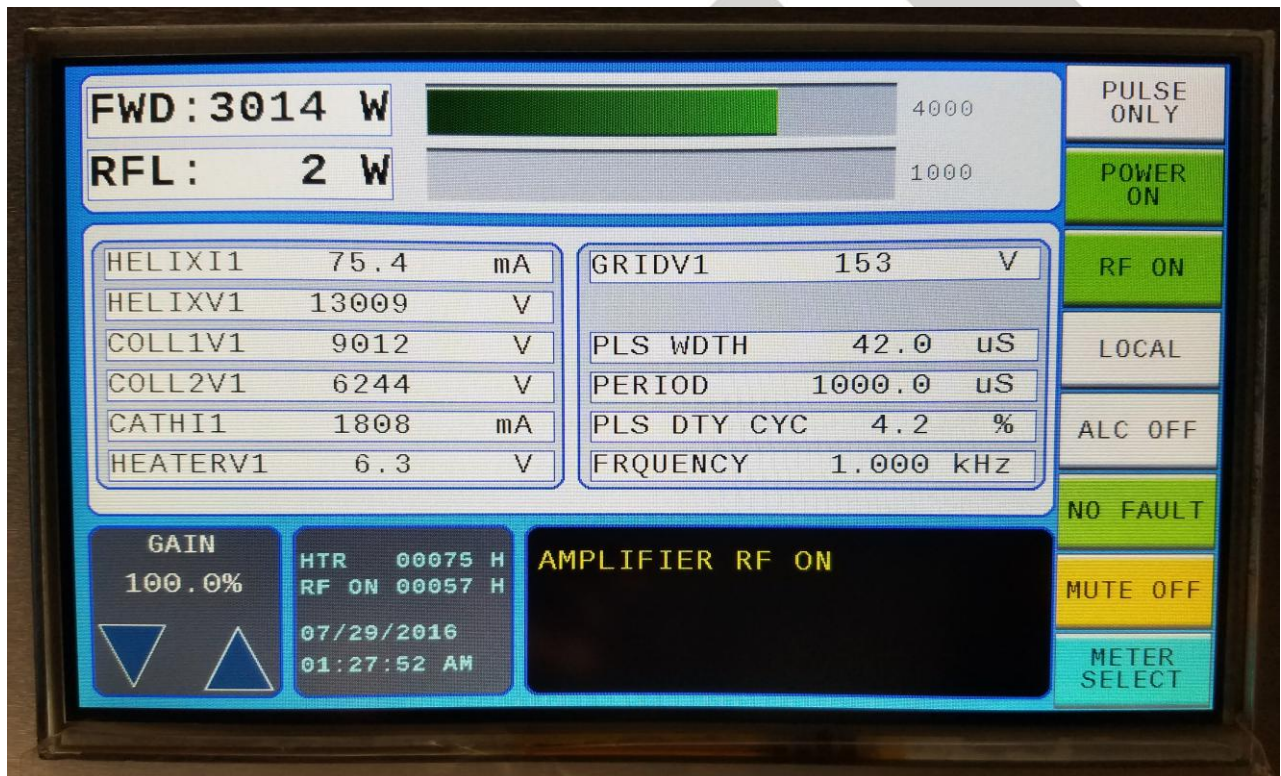 FWD:3014 W
4000
RFL: 2 W
1000
HELIXI1 75.4 mA
HELIXV1 13009 V
COLL1V1 9012 V
COLL2V1 6244 V
CATHI1 1808 mA
HEATERV1 6.3 V
GRIDV1 153 V
PLS WDTH 42.0 uS
PERIOD 1000.0 uS
PLS DTY CYC 4.2 %
FRQUENCY 1.000 kHz
GAIN
100.0%
HTR 00075 H
RF ON 00057 H
07/29/2016
01:27:52 AM
AMPLIFIER RF ON
PULSE
ONLY
POWER
ON
RF ON
LOCAL
ALC OFF
NO FAULT
MUTE OFF
METER
SELECT